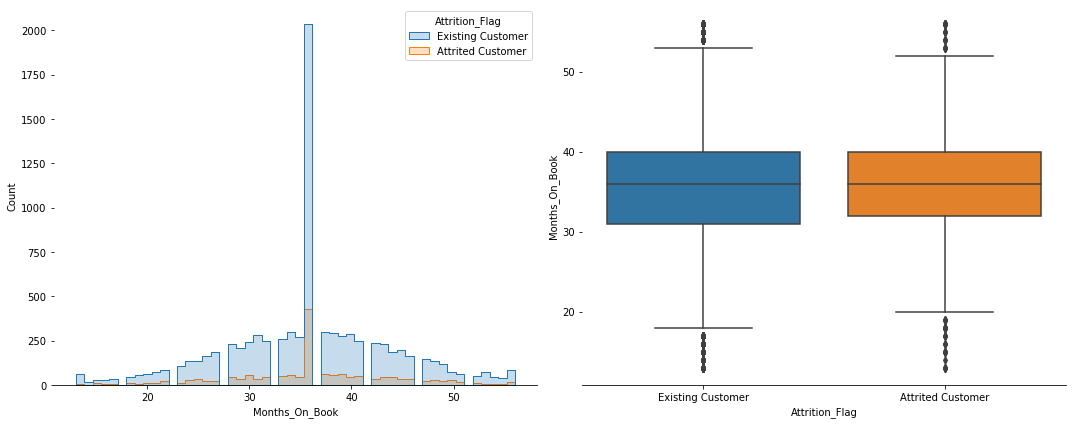 Attrition_Flag
Existing Customer
Attrited Customer
2000
1750
1500
1250
1000
750
500
250
0
Count
20
30
40
50
Months_On_Book
50
40
30
20
Months_On_Book
Existing Customer
Attrited Customer
Attrition_Flag